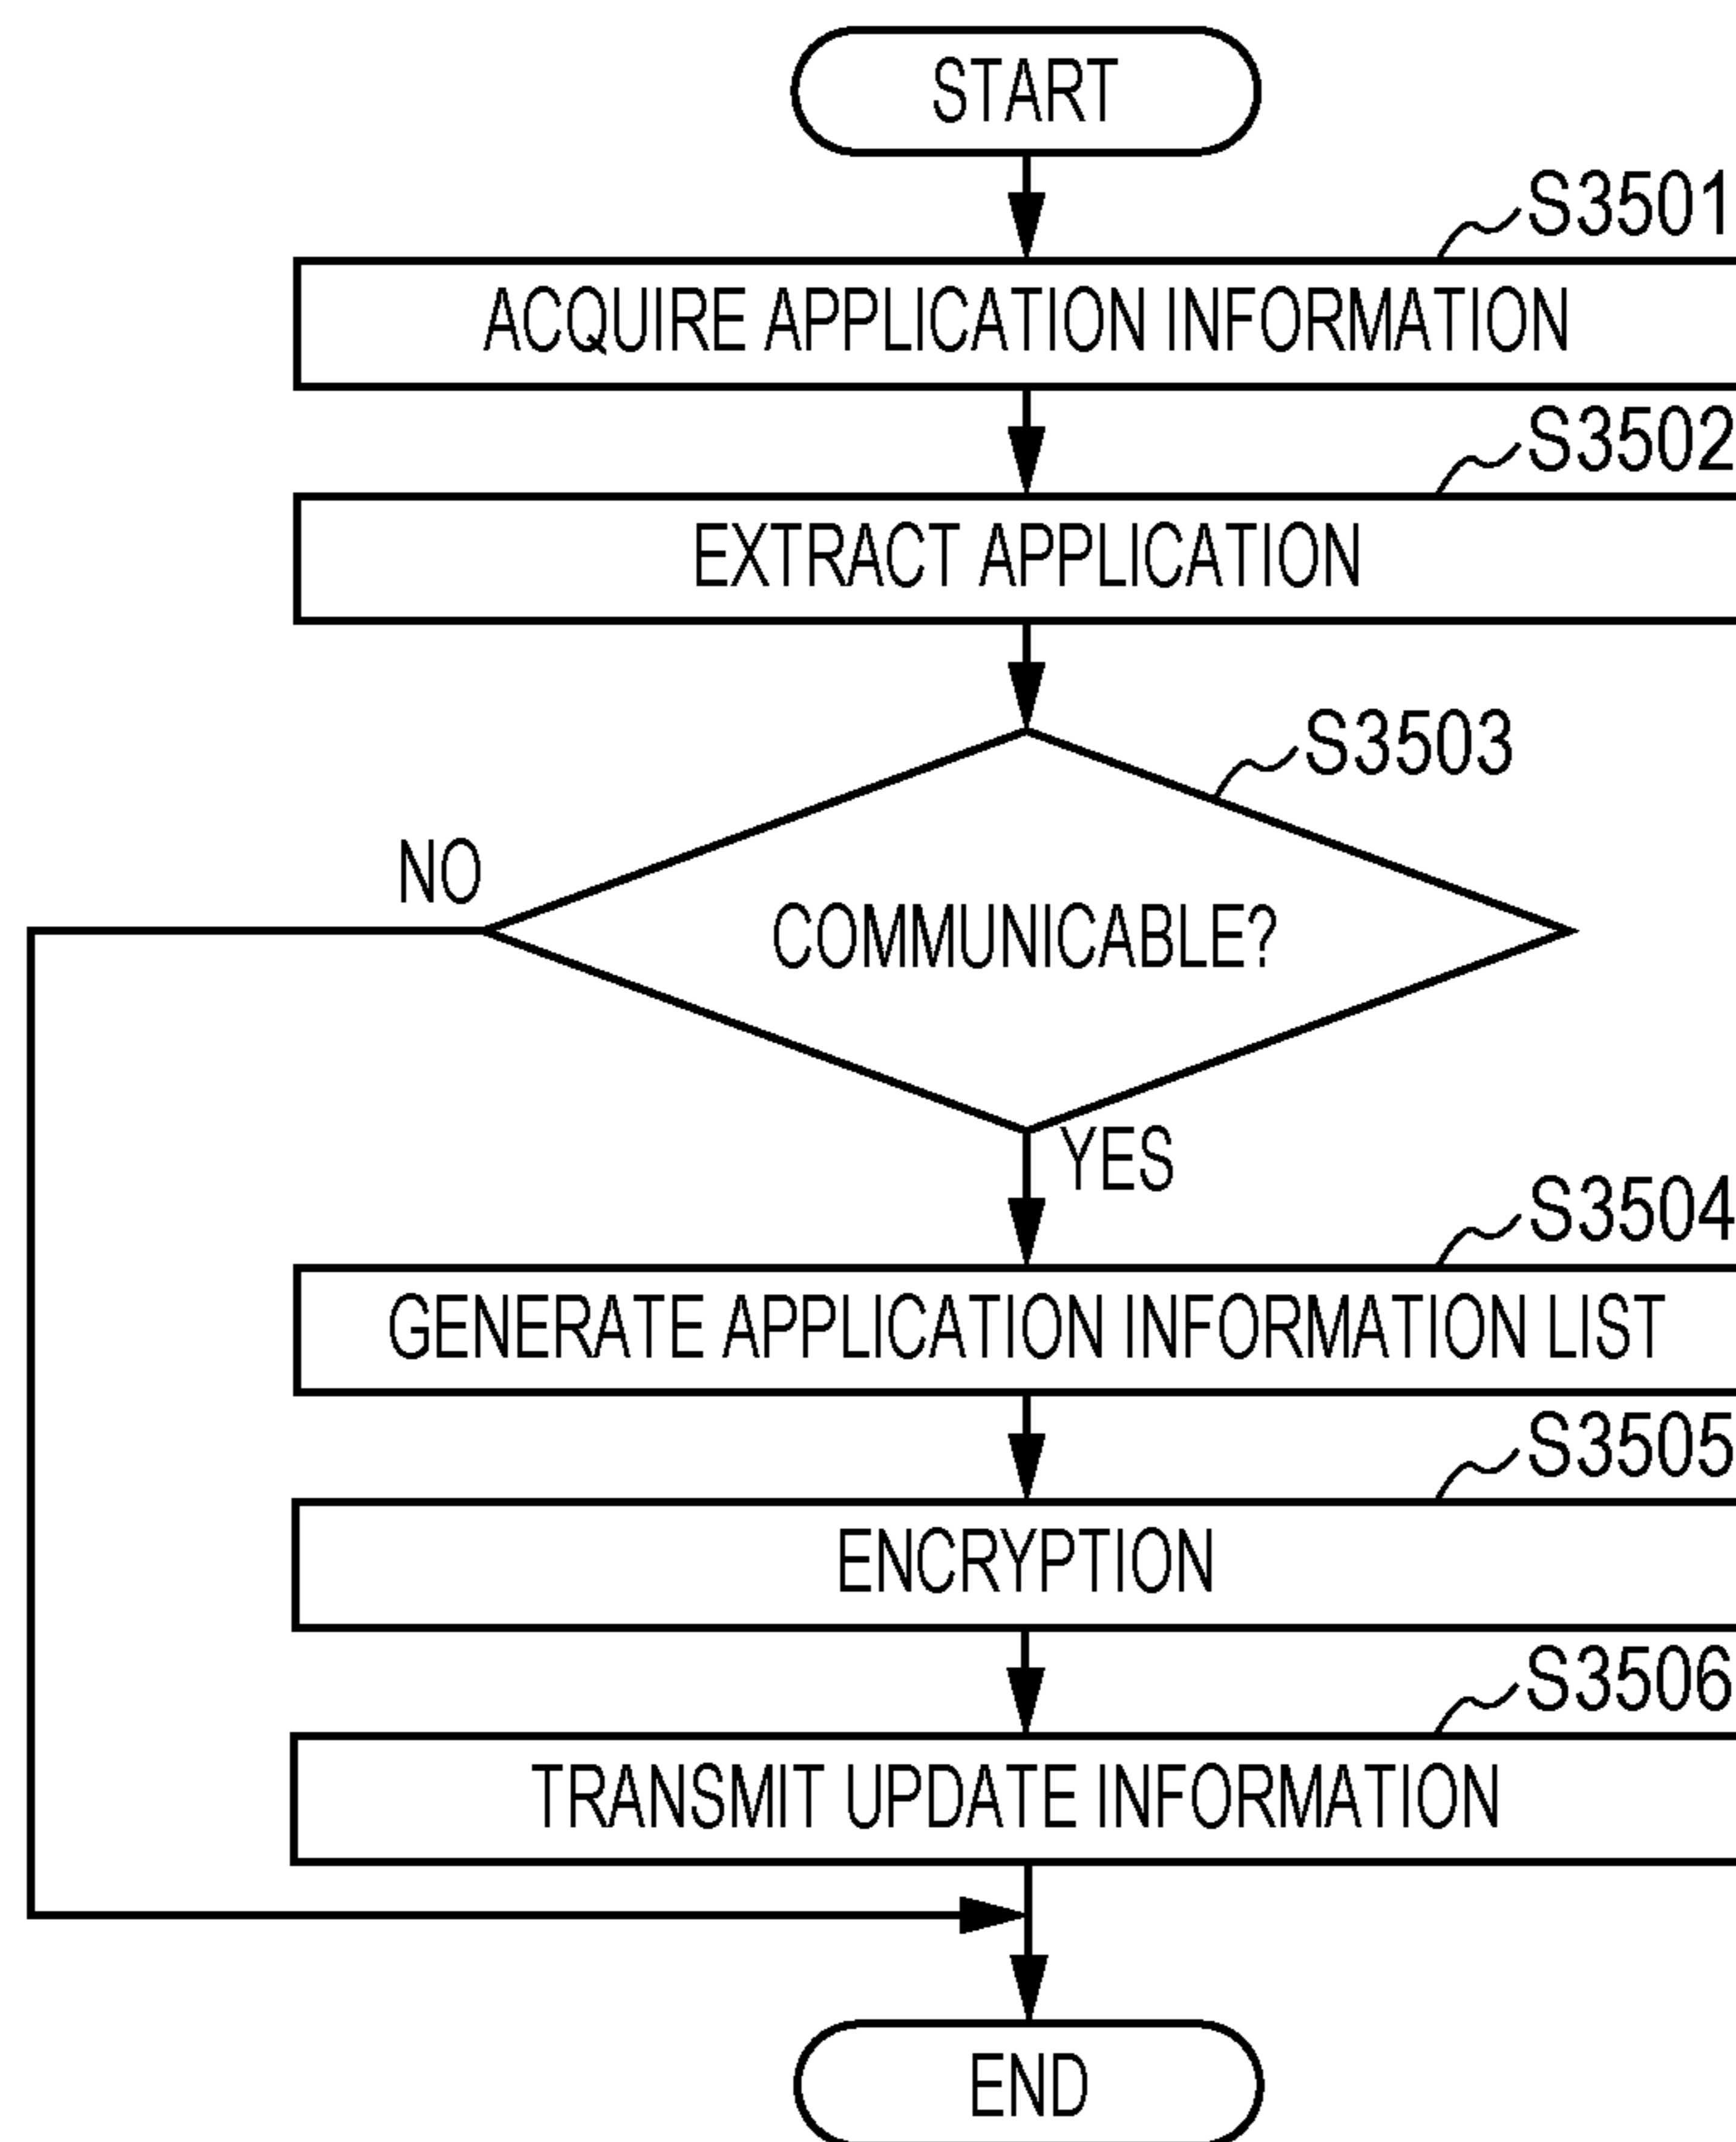 START
S3501
ACQUIRE APPLICATION INFORMATION
S3502
EXTRACT APPLICATION
S3503
NO
COMMUNICABLE?
YES
S3504
GENERATE APPLICATION INFORMATION LIST
S3505
ENCRYPTION
S3506
TRANSMIT UPDATE INFORMATION
END